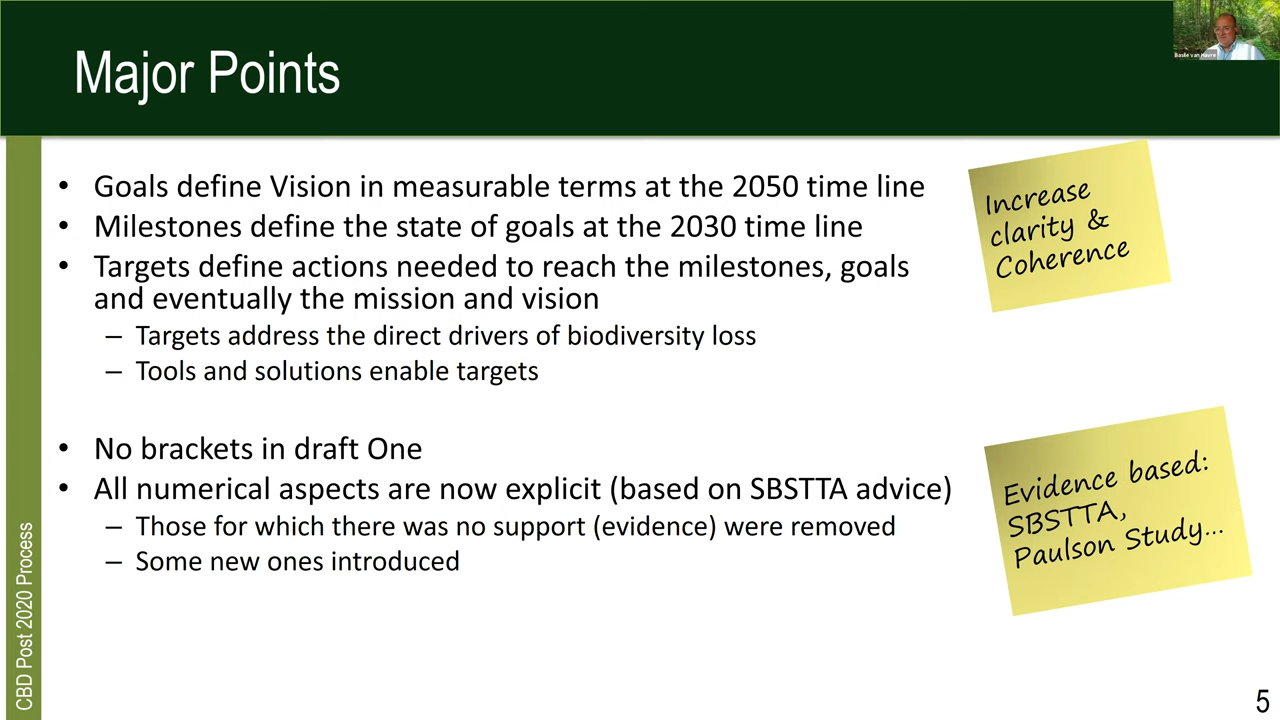 Major Points
Basile van Havre
• Goals define Vision in measurable terms at the 2050 time line
• Milestones define the state of goals at the 2030 time line
• Targets define actions needed to reach the milestones, goals
and eventually the mission and vision
– Targets address the direct drivers of biodiversity loss
– Tools and solutions enable targets
Increase
clarity &
Coherence
• No brackets in draft One
• All numerical aspects are now explicit (based on SBSTTA advice)
– Those for which there was no support (evidence) were removed
– Some new ones introduced
Evidence based:
SBSTTA,
Paulson Study...
CBD Post 2020 Process
5